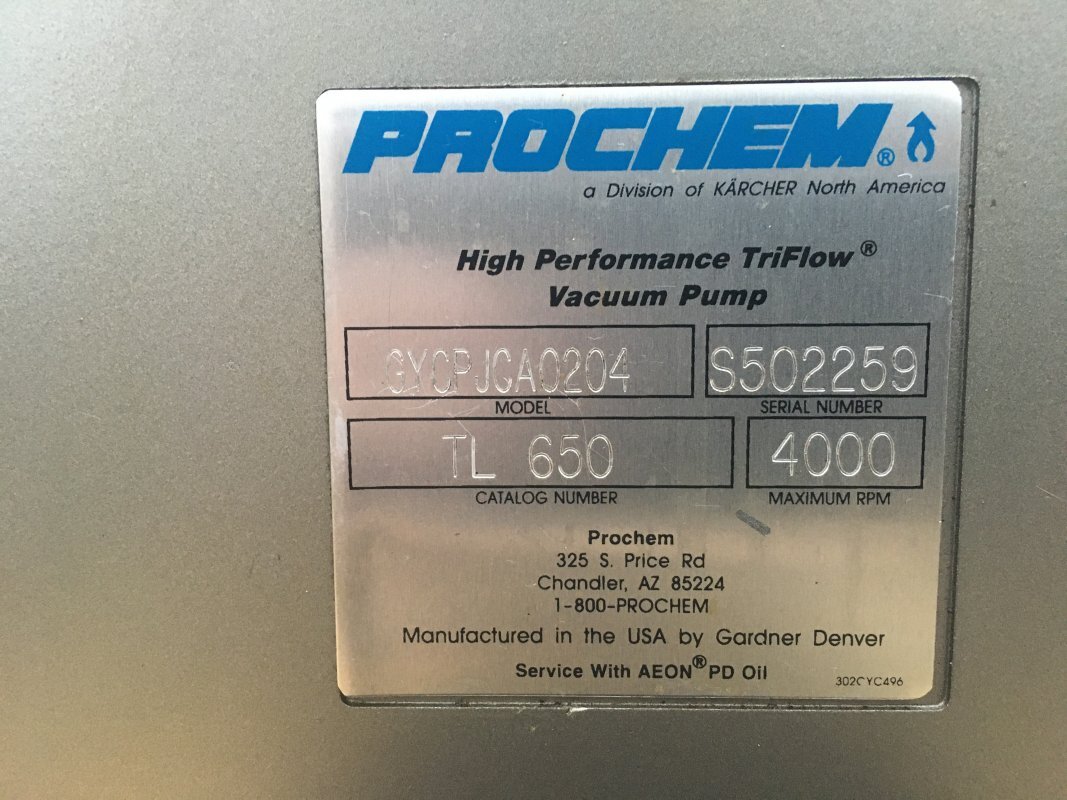 PROCHEM®
a Division of KÄRCHER North America
High Performance TriFlow®
Vacuum Pump
GYCPJCA0204 S502259
MODEL SERIAL NUMBER
TL 650 4000
CATALOG NUMBER MAXIMUM RPM
Prochem
325 S. Price Rd
Chandler, AZ 85224
1-800-PROCHEM
Manufactured in the USA by Gardner Denver
Service With AEON® PD Oil
302CYC496